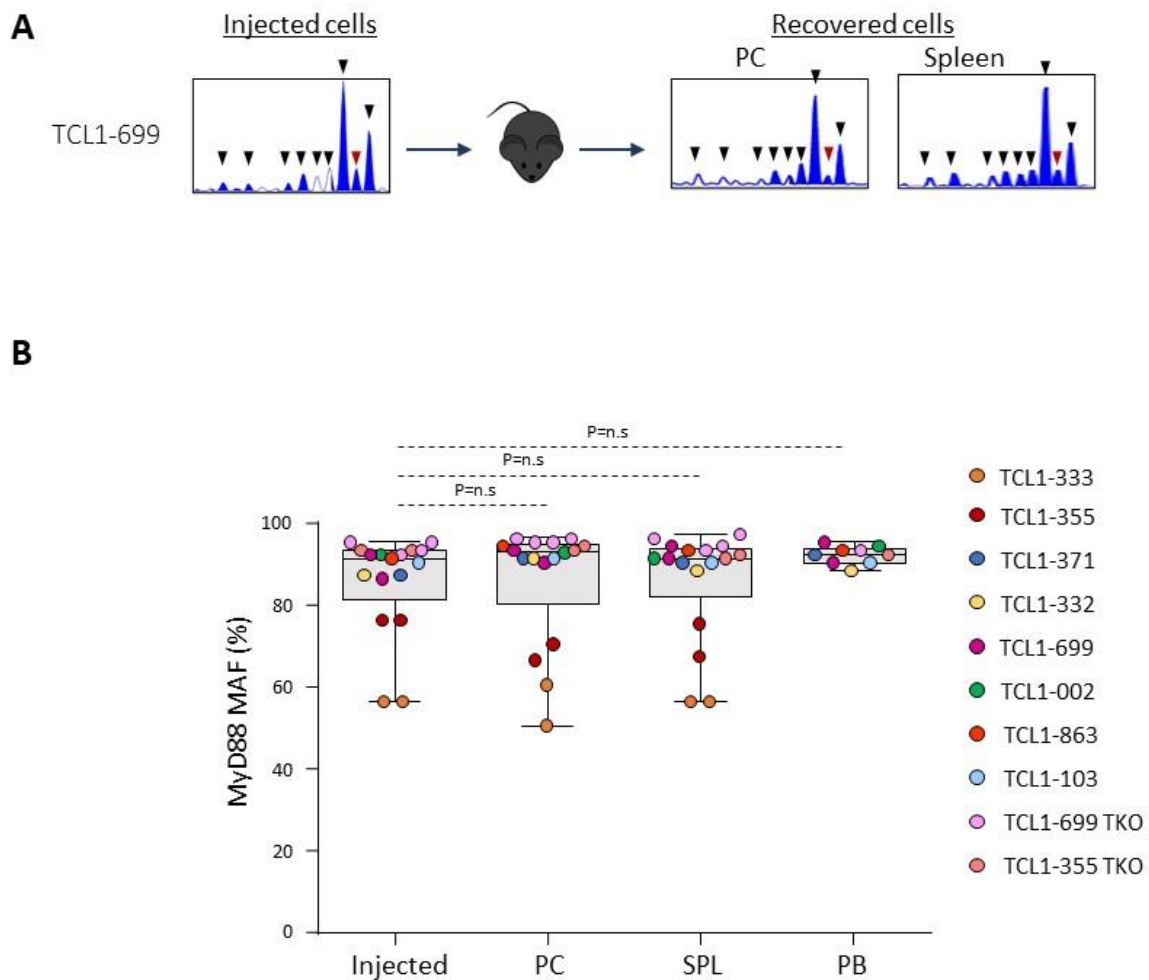 A
Injected cells
Recovered cells
PC
Spleen
TCL1-699
B
P=n.s
P=n.s
P=n.s
MyD88 MAF (%)
100
80
60
40
20
0
Injected
PC
SPL
PB
TCL1-333
TCL1-355
TCL1-371
TCL1-332
TCL1-699
TCL1-002
TCL1-863
TCL1-103
TCL1-699 TKO
TCL1-355 TKO